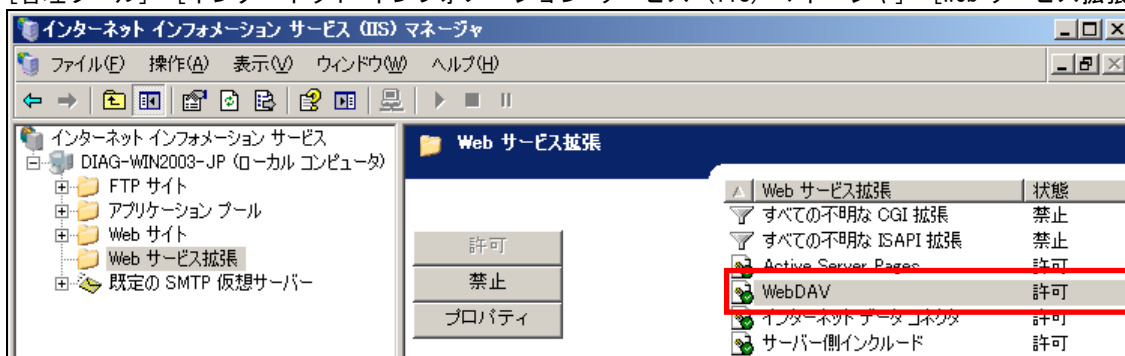 インターネット インフォメーション サービス (IIS) マネージャ
ファイル(F) 操作(A) 表示(V) ウィンドウ(W) ヘルプ(H)
インターネット インフォメーション サービス
DIAG-WIN2003-JP (ローカル コンピュータ)
FTP サイト
アプリケーション プール
Web サイト
Web サービス拡張
既定の SMTP 仮想サーバー
Web サービス拡張
許可
禁止
プロパティ
Web サービス拡張 状態
すべての不明な CGI 拡張 禁止
すべての不明な ISAPI 拡張 禁止
Active Server Pages 許可
WebDAV 許可
インターネット データ コネクタ 許可
サーバー側インクルード 許可